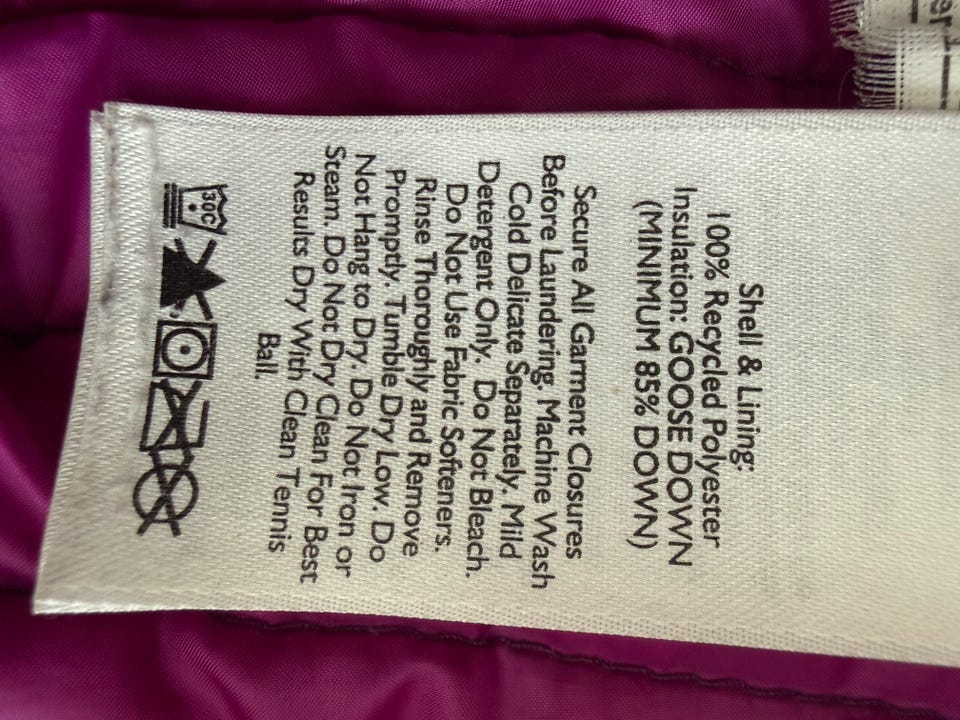 Shell & Lining:
100% Recycled Polyester
Insulation: GOOSE DOWN
(MINIMUM 85% DOWN)
Secure All Garment Closures
Before Laundering. Machine Wash
Cold Delicate Separately. Mild
Detergent Only. Do Not Bleach.
Do Not Use Fabric Softeners.
Rinse Thoroughly and Remove
Promptly. Tumble Dry Low. Do
Not Hang to Dry. Do Not Iron or
Steam. Do Not Dry Clean For Best
Results Dry With Clean Tennis
Ball.
30C